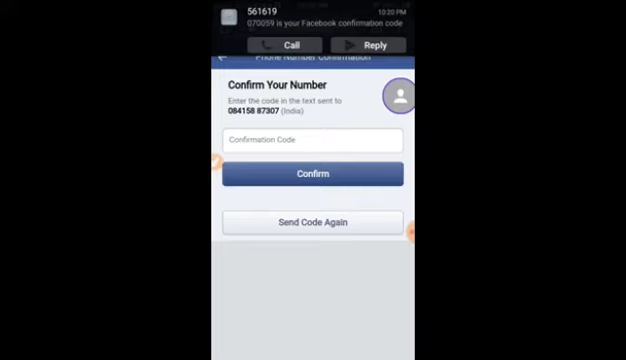 561619
10:20 PM
070059 is your Facebook confirmation code
Call
Reply
Phone Number Confirmation
Confirm Your Number
Enter the code in the text sent to
084158 87307 (India)
Confirmation Code
Confirm
Send Code Again